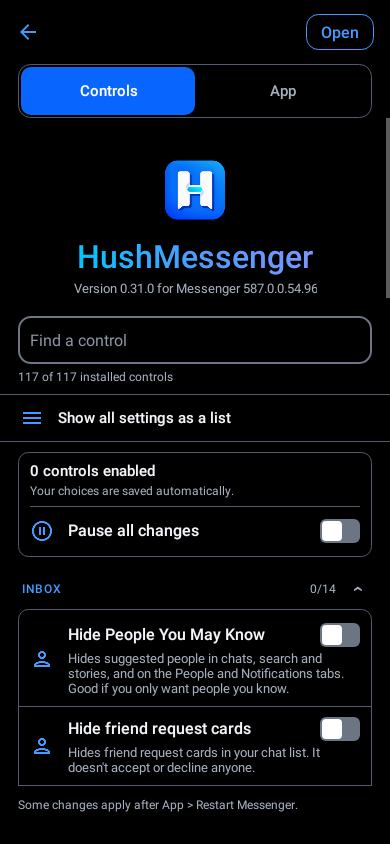 Open
Controls
App
HushMessenger
Version 0.31.0 for Messenger 587.0.0.54.96
Find a control
117 of 117 installed controls
Show all settings as a list
0 controls enabled
Your choices are saved automatically.
Pause all changes
INBOX
0/14
Hide People You May Know
Hides suggested people in chats, search and
stories, and on the People and Notifications tabs.
Good if you only want people you know.
Hide friend request cards
Hides friend request cards in your chat list. It
doesn't accept or decline anyone.
Some changes apply after App > Restart Messenger.